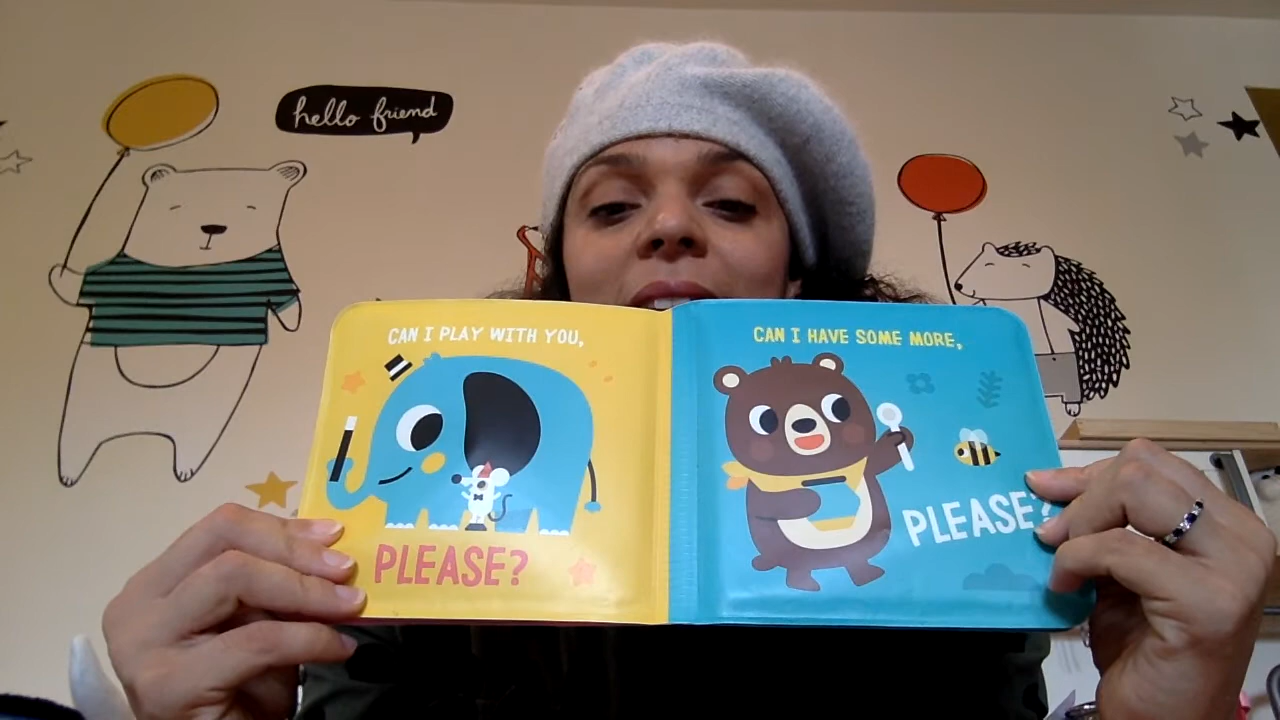 hello friend
CAN I PLAY WITH YOU,
PLEASE?
CAN I HAVE SOME MORE,
PLEASE?